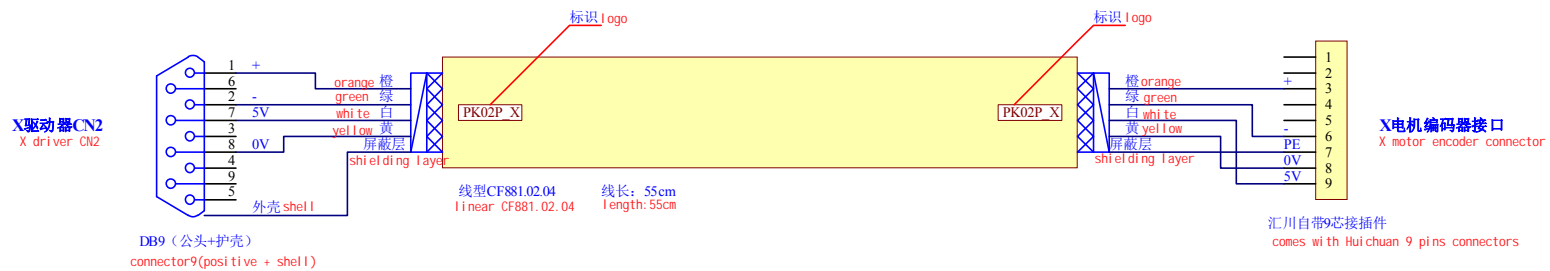 标识logo
标识logo
1 +
6
2 -
7 5V
3
8 0V
4
9
5
orange 橙
green 绿
white 白
yellow 黄
屏蔽层
shielding layer
外壳shell
X驱动器CN2
X driver CN2
DB9（公头+护壳）
connector9(positive + shell)
PK02P_X
PK02P_X
线型CF881.02.04 线长：55cm
linear CF881.02.04 length:55cm
橙orange
绿green
白white
黄yellow
屏蔽层
shielding layer
1
2
+ 3
4
5
- 6
PE 7
0V 8
5V 9
X电机编码器接口
X motor encoder connector
汇川自带9芯接插件
comes with Huichuan 9 pins connectors